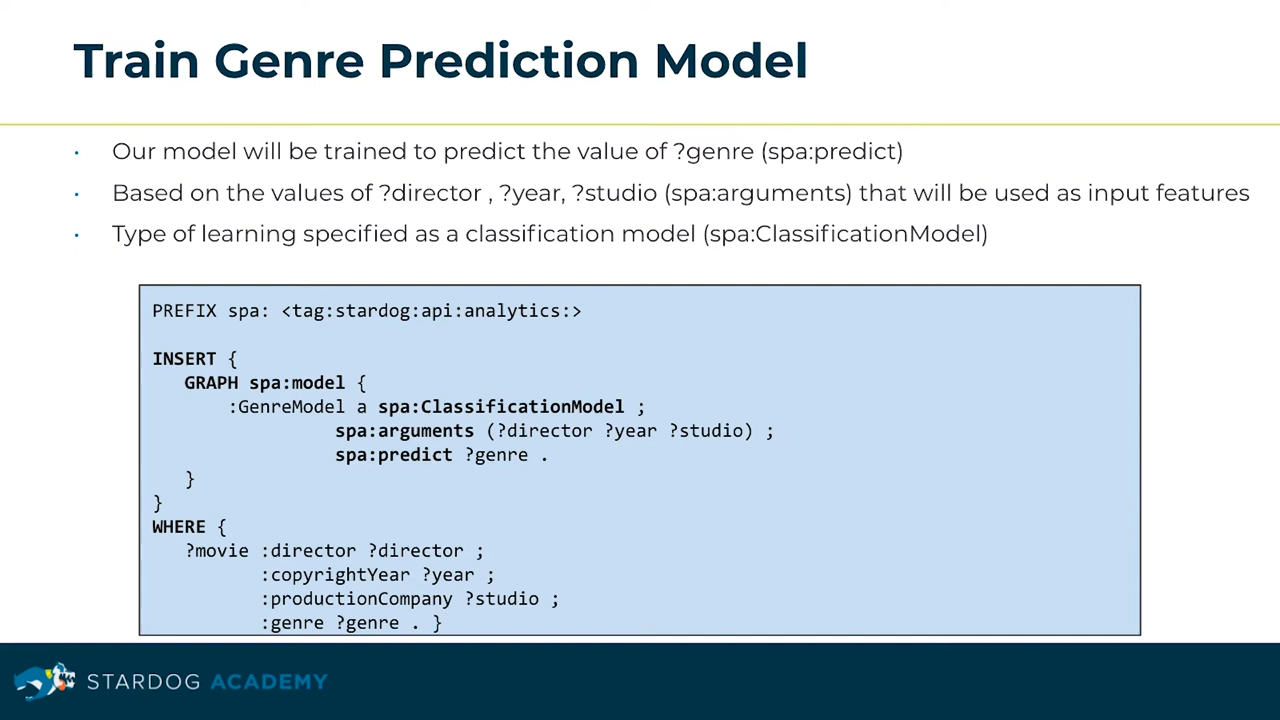 Train Genre Prediction Model
· Our model will be trained to predict the value of ?genre (spa:predict)
· Based on the values of ?director , ?year, ?studio (spa:arguments) that will be used as input features
· Type of learning specified as a classification model (spa:ClassificationModel)
PREFIX spa: <tag:stardog:api:analytics:>
INSERT {
GRAPH spa:model {
:GenreModel a spa:ClassificationModel ;
spa:arguments (?director ?year ?studio) ;
spa:predict ?genre .
}
}
WHERE {
?movie :director ?director ;
:copyrightYear ?year ;
:productionCompany ?studio ;
:genre ?genre . }
STARDOG ACADEMY